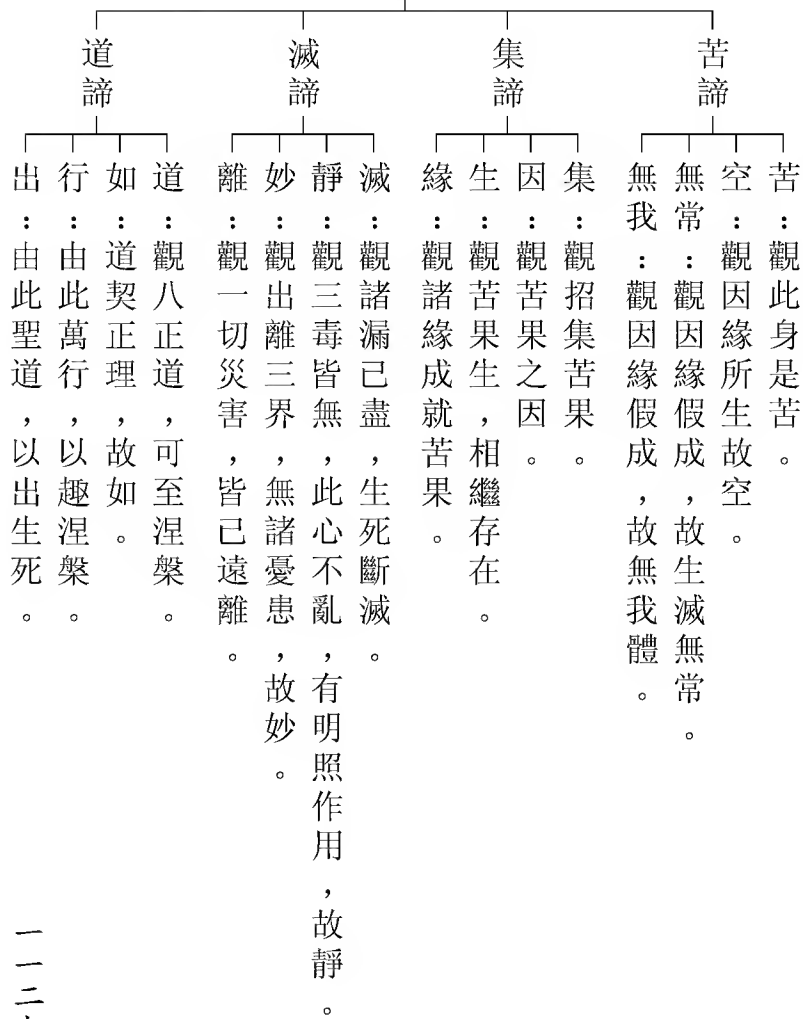 苦諦
苦：觀此身是苦。
空：觀因緣所生故空。
無常：觀因緣假成，故生滅無常。
無我：觀因緣假成，故無我體。
集諦
集：觀招集苦果。
因：觀苦果之因。
生：觀苦果生，相繼存在。
緣：觀諸緣成就苦果。
滅諦
滅：觀諸漏已盡，生死斷滅。
靜：觀三毒皆無，此心不亂，有明照作用，故靜。
妙：觀出離三界，無諸憂患，故妙。
離：觀一切災害，皆已遠離。
道諦
道：觀八正道，可至涅槃。
如：道契正理，故如。
行：由此萬行，以趣涅槃。
出：由此聖道，以出生死。
一一二